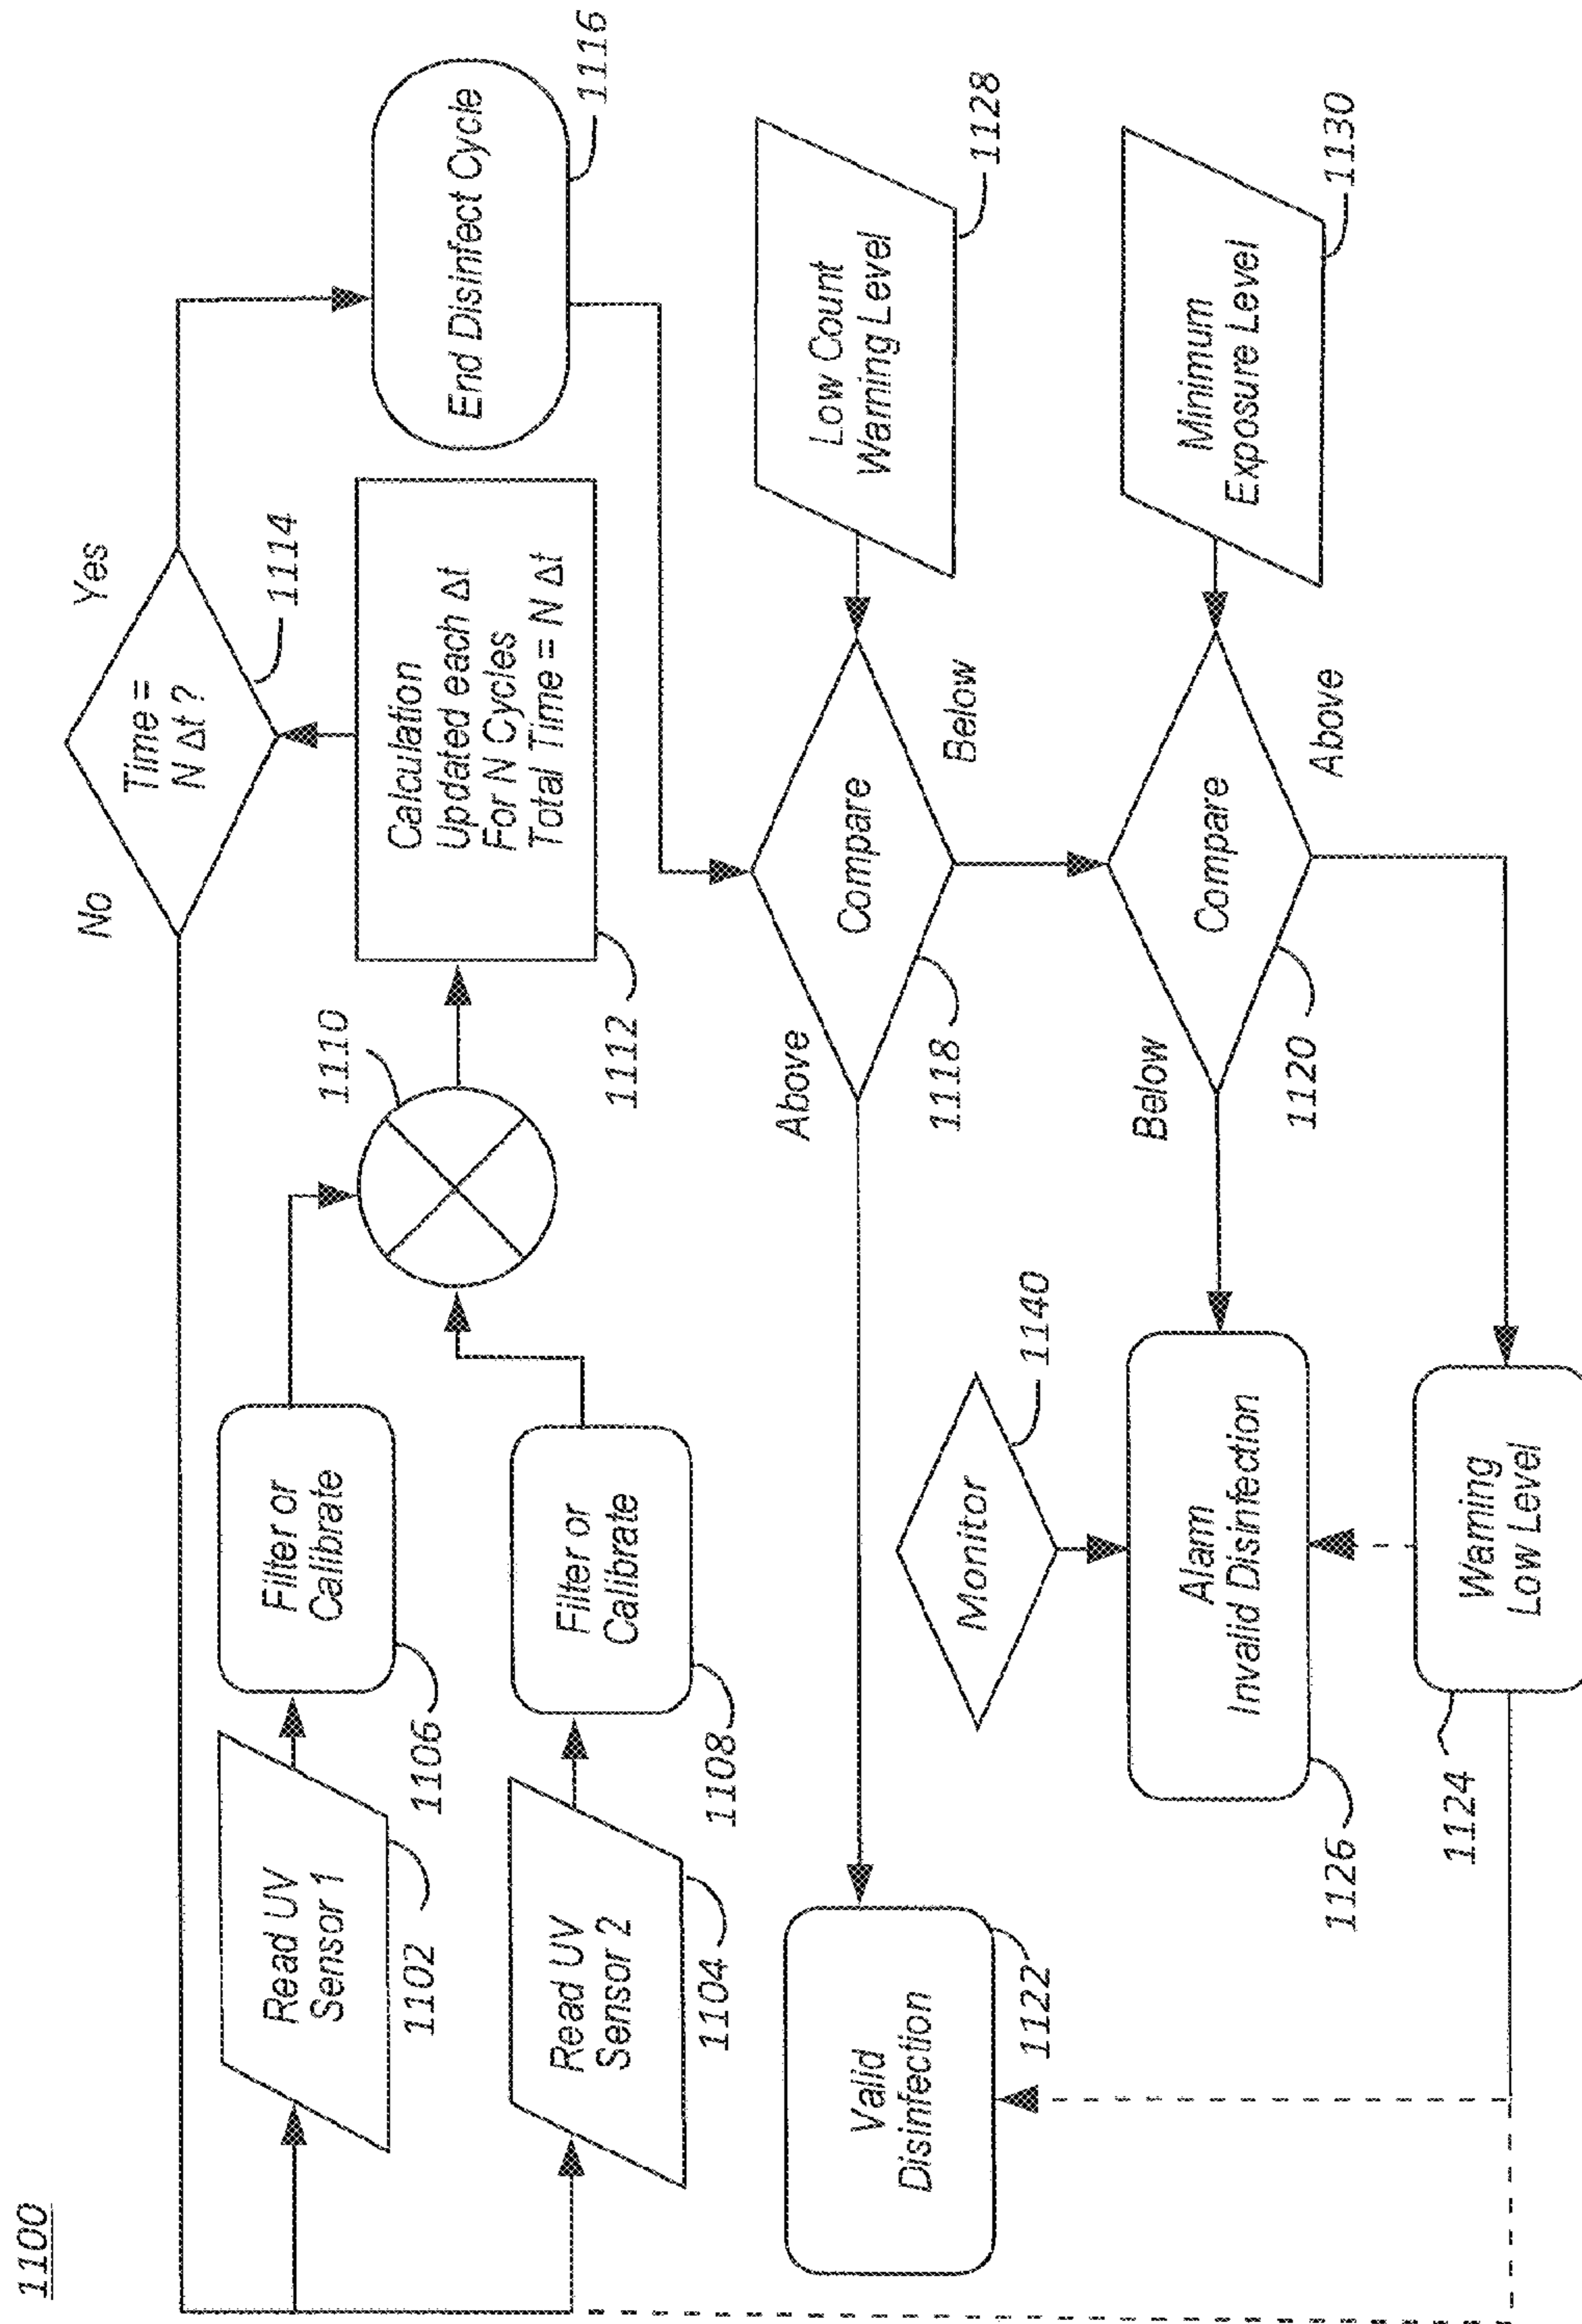 1100
Read UV
Sensor 1
1102
Filter or
Calibrate
1106
Read UV
Sensor 2
1104
Filter or
Calibrate
1108
1110
Calculation
Updated each Δt
For N Cycles
Total Time = N Δt
1112
No
Time =
N Δt ?
Yes
1114
End Disinfect Cycle
1116
Valid
Disinfection
1122
Above
Compare
1118
Below
Low Count
Warning Level
1128
Monitor
1140
Alarm
Invalid Disinfection
1126
Below
Compare
1120
Above
Minimum
Exposure Level
1130
Warning
Low Level
1124